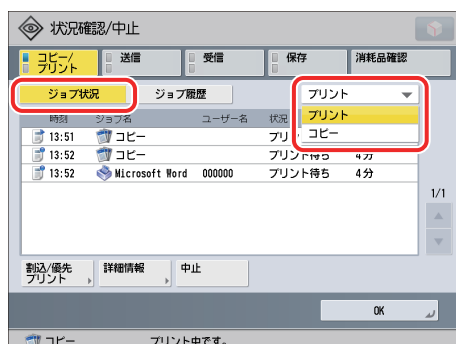 状況確認/中止
コピー/プリント 送信 受信 保存 消耗品確認
ジョブ状況 ジョブ履歴 プリント
プリント
コピー
時刻 ジョブ名 ユーザー名 状況
13:51 コピー プリン
13:52 コピー プリント待ち 4分
13:52 Microsoft Word 000000 プリント待ち 4分
1/1
割込/優先プリント 詳細情報 中止
OK
コピー プリント中です。